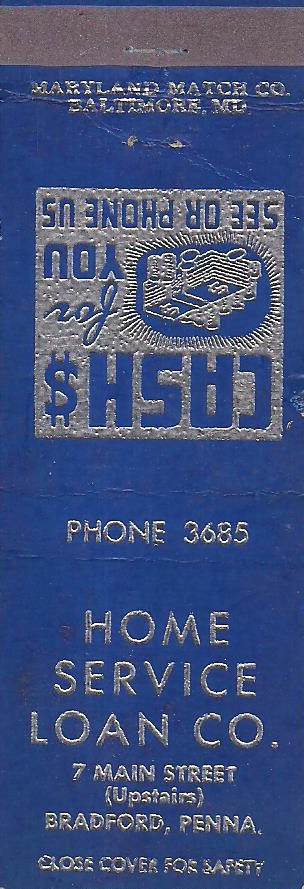 MARYLAND MATCH CO.
BALTIMORE, MD.
CASH$
for
YOU
SEE OR PHONE US
PHONE 3685
HOME
SERVICE
LOAN CO.
7 MAIN STREET
(Upstairs)
BRADFORD, PENNA.
CLOSE COVER FOR SAFETY